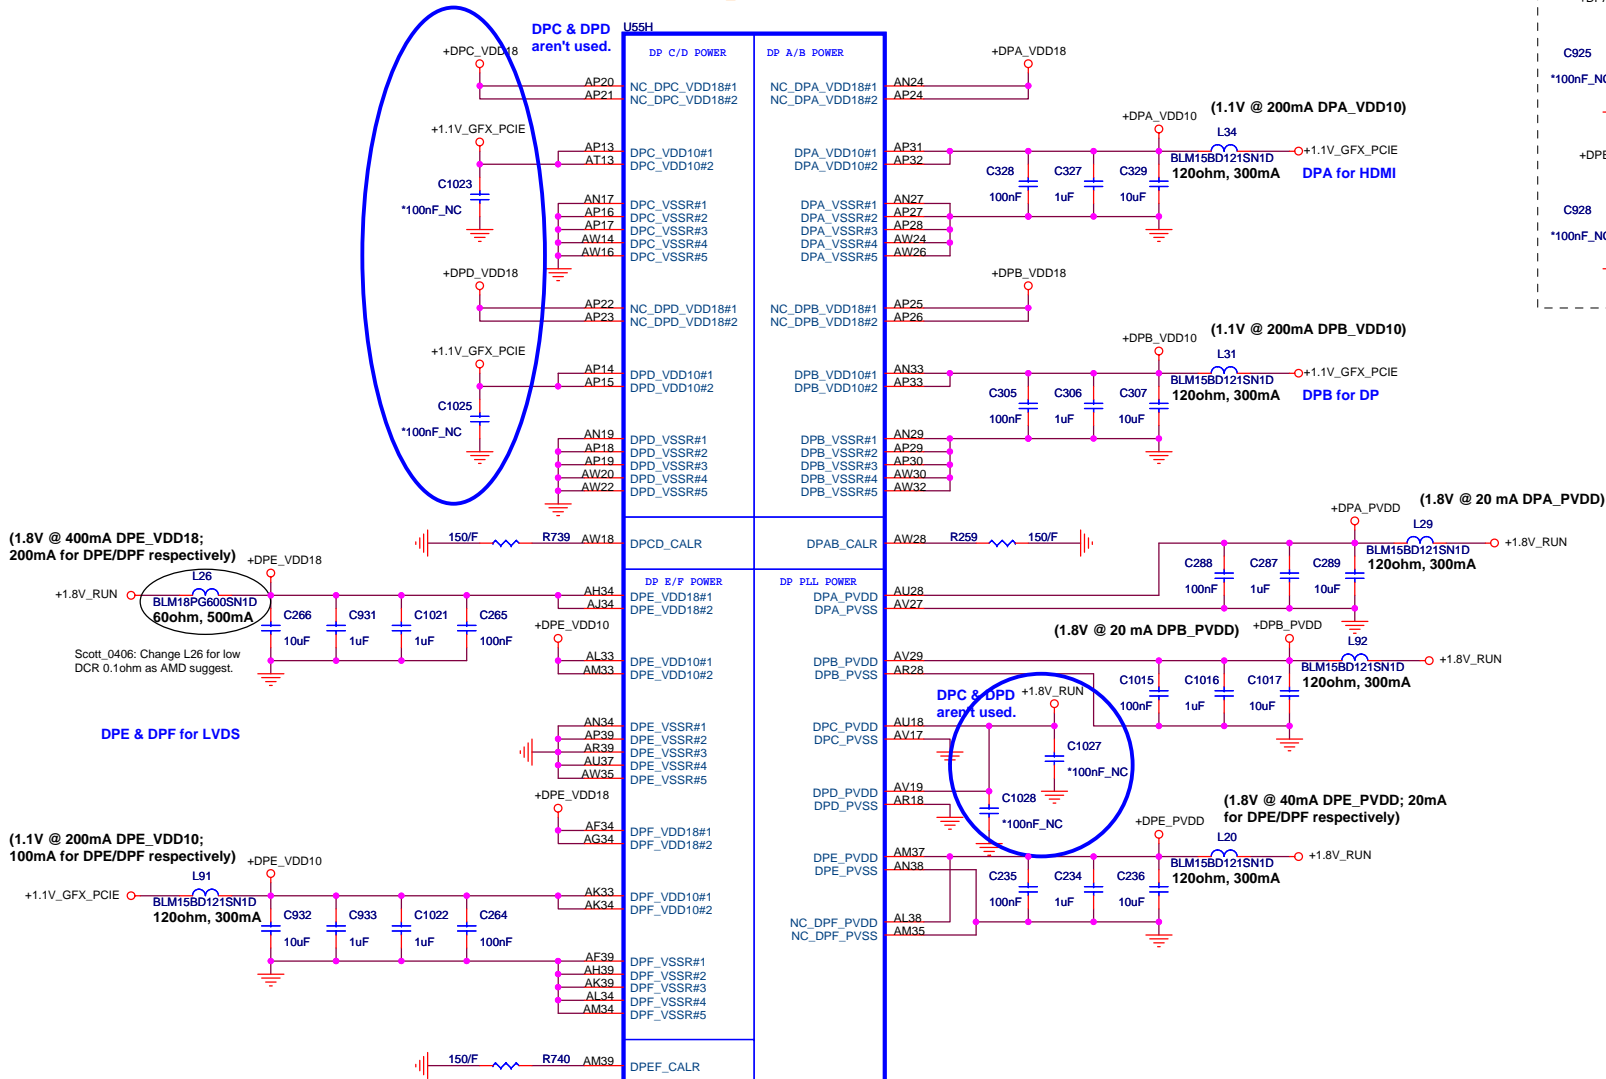 DPC & DPD
aren't used.
U55H
DP C/D POWER
DP A/B POWER
+DPC_VDD18
AP20
AP21
NC_DPC_VDD18#1
NC_DPC_VDD18#2
+1.1V_GFX_PCIE
AP13
AT13
DPC_VDD10#1
DPC_VDD10#2
C1023
*100nF_NC
AN17
AP16
AP17
AW14
AW16
DPC_VSSR#1
DPC_VSSR#2
DPC_VSSR#3
DPC_VSSR#4
DPC_VSSR#5
+DPD_VDD18
AP22
AP23
NC_DPD_VDD18#1
NC_DPD_VDD18#2
+1.1V_GFX_PCIE
AP14
AP15
DPD_VDD10#1
DPD_VDD10#2
C1025
*100nF_NC
AN19
AP18
AP19
AW20
AW22
DPD_VSSR#1
DPD_VSSR#2
DPD_VSSR#3
DPD_VSSR#4
DPD_VSSR#5
150/F
R739
AW18
DPCD_CALR
NC_DPA_VDD18#1
NC_DPA_VDD18#2
AN24
AP24
+DPA_VDD18
(1.1V @ 200mA DPA_VDD10)
+DPA_VDD10
L34
DPA_VDD10#1
DPA_VDD10#2
AP31
AP32
+1.1V_GFX_PCIE
BLM15BD121SN1D
120ohm, 300mA
DPA for HDMI
C328
100nF
C327
1uF
C329
10uF
DPA_VSSR#1
DPA_VSSR#2
DPA_VSSR#3
DPA_VSSR#4
DPA_VSSR#5
AN27
AP27
AP28
AW24
AW26
+DPB_VDD18
NC_DPB_VDD18#1
NC_DPB_VDD18#2
AP25
AP26
(1.1V @ 200mA DPB_VDD10)
+DPB_VDD10
L31
DPB_VDD10#1
DPB_VDD10#2
AN33
AP33
+1.1V_GFX_PCIE
BLM15BD121SN1D
120ohm, 300mA
DPB for DP
C305
100nF
C306
1uF
C307
10uF
DPB_VSSR#1
DPB_VSSR#2
DPB_VSSR#3
DPB_VSSR#4
DPB_VSSR#5
AN29
AP29
AP30
AW30
AW32
DPAB_CALR
AW28
R259
150/F
C925
*100nF_NC
C928
*100nF_NC
(1.8V @ 400mA DPE_VDD18;
200mA for DPE/DPF respectively)
+DPE_VDD18
+1.8V_RUN
L26
BLM18PG600SN1D
60ohm, 500mA
Scott_0406: Change L26 for low
DCR 0.1ohm as AMD suggest.
C266
10uF
C931
1uF
C1021
1uF
C265
100nF
DP E/F POWER
AH34
AJ34
DPE_VDD18#1
DPE_VDD18#2
+DPE_VDD10
AL33
AM33
DPE_VDD10#1
DPE_VDD10#2
DPE & DPF for LVDS
AN34
AP39
AR39
AU37
AW35
DPE_VSSR#1
DPE_VSSR#2
DPE_VSSR#3
DPE_VSSR#4
DPE_VSSR#5
+DPE_VDD18
AF34
AG34
DPF_VDD18#1
DPF_VDD18#2
(1.1V @ 200mA DPE_VDD10;
100mA for DPE/DPF respectively)
+DPE_VDD10
+1.1V_GFX_PCIE
L91
BLM15BD121SN1D
120ohm, 300mA
C932
10uF
C933
1uF
C1022
1uF
C264
100nF
AK33
AK34
DPF_VDD10#1
DPF_VDD10#2
AF39
AH39
AK39
AL34
AM34
DPF_VSSR#1
DPF_VSSR#2
DPF_VSSR#3
DPF_VSSR#4
DPF_VSSR#5
150/F
R740
AM39
DPEF_CALR
DP PLL POWER
(1.8V @ 20 mA DPA_PVDD)
+DPA_PVDD
L29
+1.8V_RUN
BLM15BD121SN1D
120ohm, 300mA
C288
100nF
C287
1uF
C289
10uF
DPA_PVDD
DPA_PVSS
AU28
AV27
(1.8V @ 20 mA DPB_PVDD)
+DPB_PVDD
L92
+1.8V_RUN
BLM15BD121SN1D
120ohm, 300mA
DPB_PVDD
DPB_PVSS
AV29
AR28
C1015
100nF
C1016
1uF
C1017
10uF
DPC & DPD
aren't used.
+1.8V_RUN
DPC_PVDD
DPC_PVSS
AU18
AV17
C1027
*100nF_NC
DPD_PVDD
DPD_PVSS
AV19
AR18
C1028
*100nF_NC
(1.8V @ 40mA DPE_PVDD; 20mA
for DPE/DPF respectively)
+DPE_PVDD
L20
+1.8V_RUN
BLM15BD121SN1D
120ohm, 300mA
DPE_PVDD
DPE_PVSS
AM37
AN38
C235
100nF
C234
1uF
C236
10uF
NC_DPF_PVDD
NC_DPF_PVSS
AL38
AM35